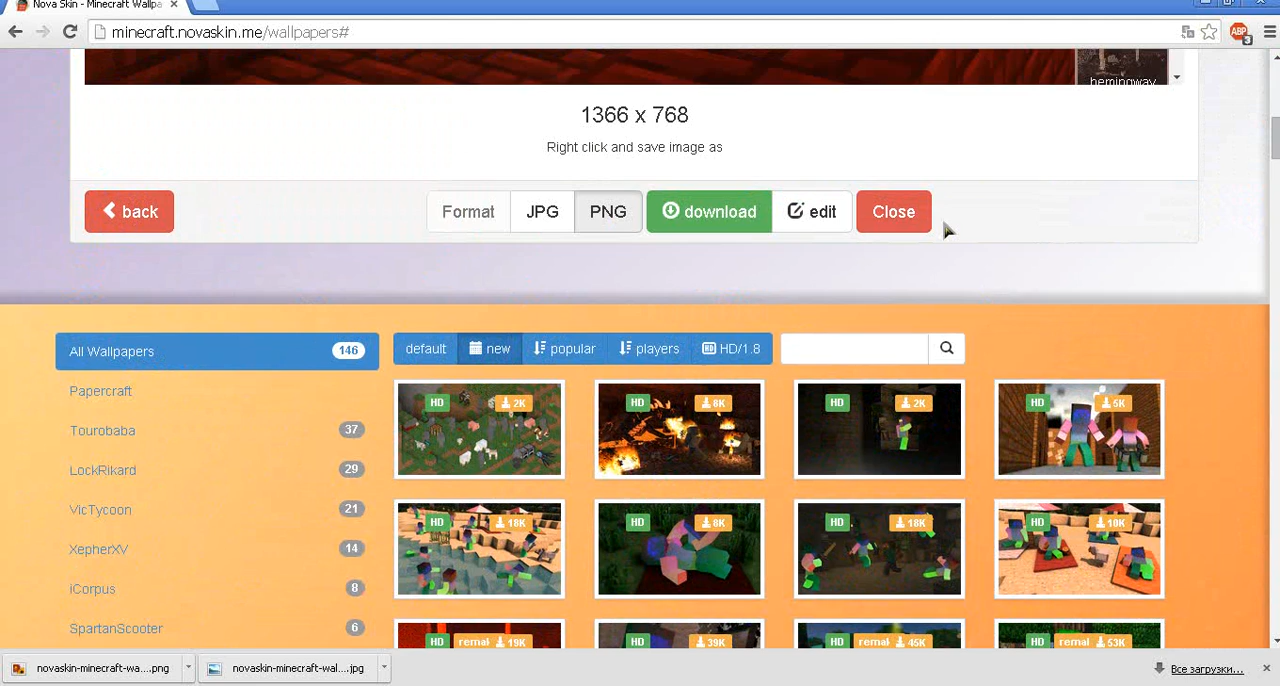 Nova Skin - Minecraft Wallpa
minecraft.novaskin.me/wallpapers#
ABP
3
hemingway
1366 x 768
Right click and save image as
back
Format
JPG
PNG
download
edit
Close
All Wallpapers 146
default
new
popular
players
HD/1.8
Papercraft
Tourobaba 37
LockRikard 29
VicTycoon 21
XepherXV 14
iCorpus 8
SpartanScooter 6
HD 2K
HD 8K
HD 2K
HD 5K
HD 18K
HD 8K
HD 18K
HD 10K
HD remal 19K
HD 39K
HD remal 45K
HD remal 53K
novaskin-minecraft-wa....png
novaskin-minecraft-wal....jpg
Все загрузки...